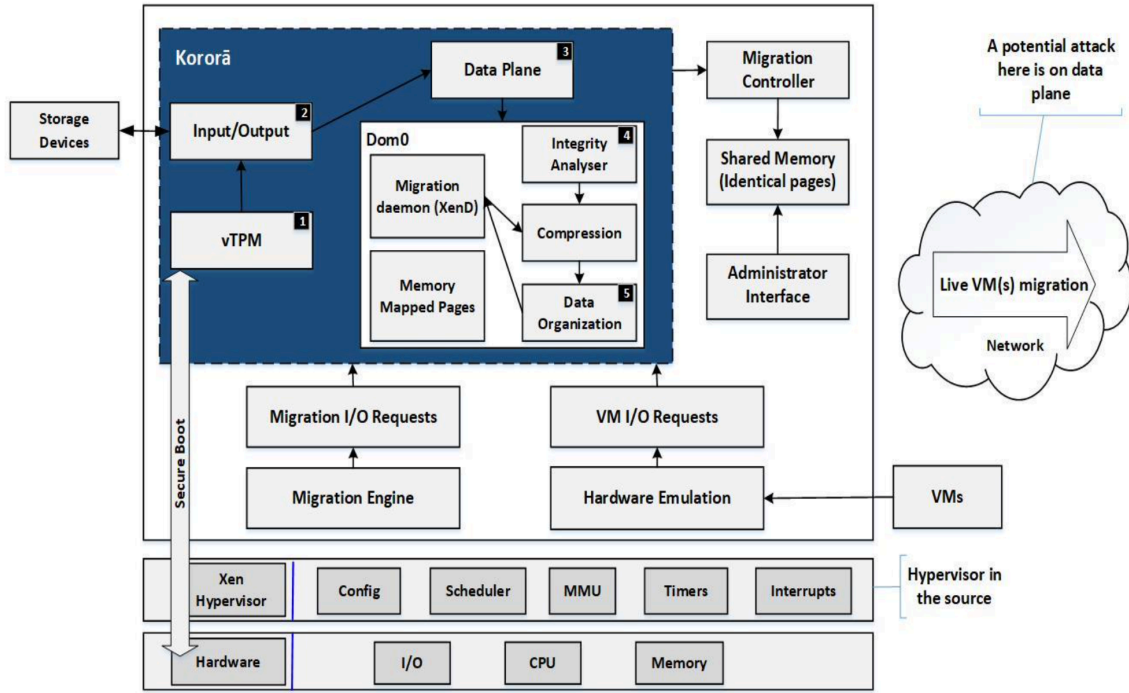 Kororā
Storage
Devices
Input/Output
2
vTPM
1
Data Plane
3
Dom0
Migration
daemon (XenD)
Memory
Mapped Pages
Integrity
Analyser
4
Compression
Data
Organization
5
Migration
Controller
Shared Memory
(Identical pages)
Administrator
Interface
A potential attack
here is on data
plane
Live VM(s) migration
Network
Migration I/O Requests
VM I/O Requests
Migration Engine
Hardware Emulation
VMs
Secure Boot
Xen
Hypervisor
Config
Scheduler
MMU
Timers
Interrupts
Hypervisor in
the source
Hardware
I/O
CPU
Memory